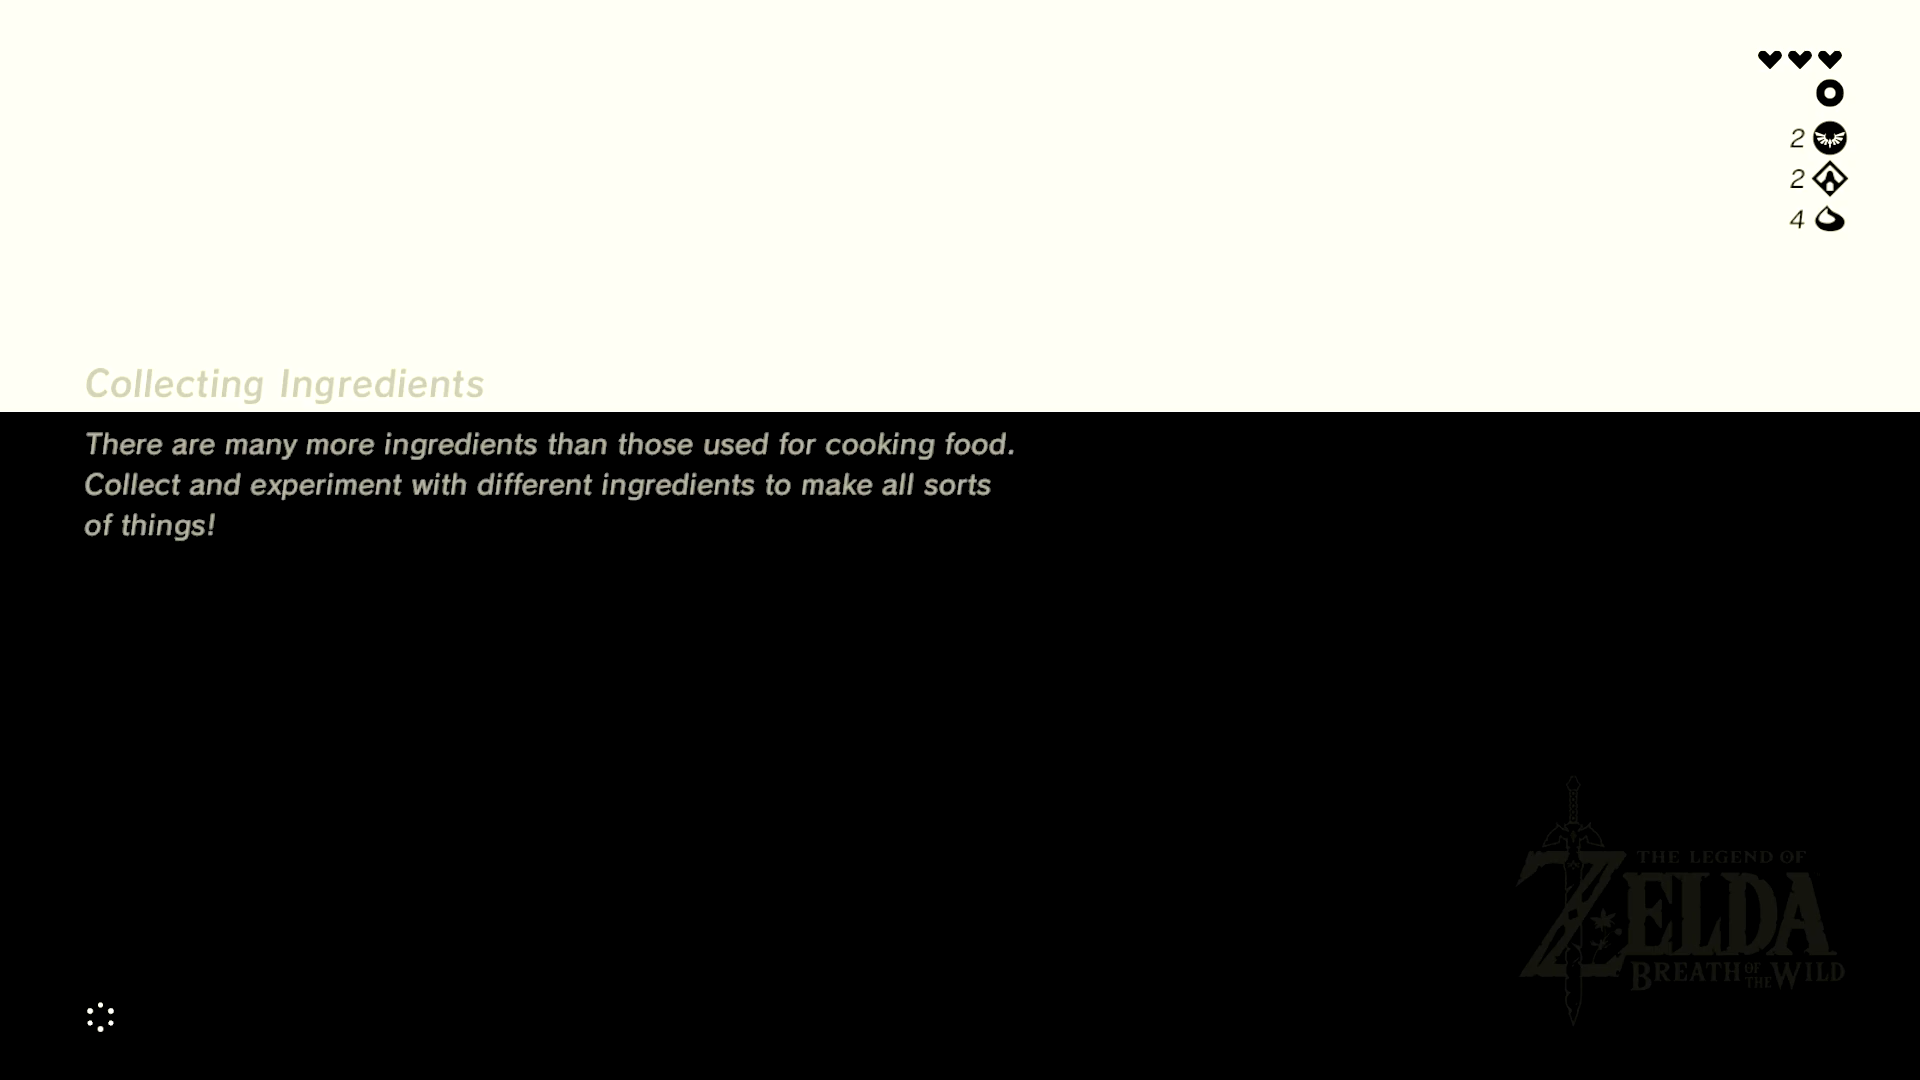 2
2
4
Collecting Ingredients
There are many more ingredients than those used for cooking food.
Collect and experiment with different ingredients to make all sorts
of things!
THE LEGEND OF
ZELDA
BREATH OF THE WILD